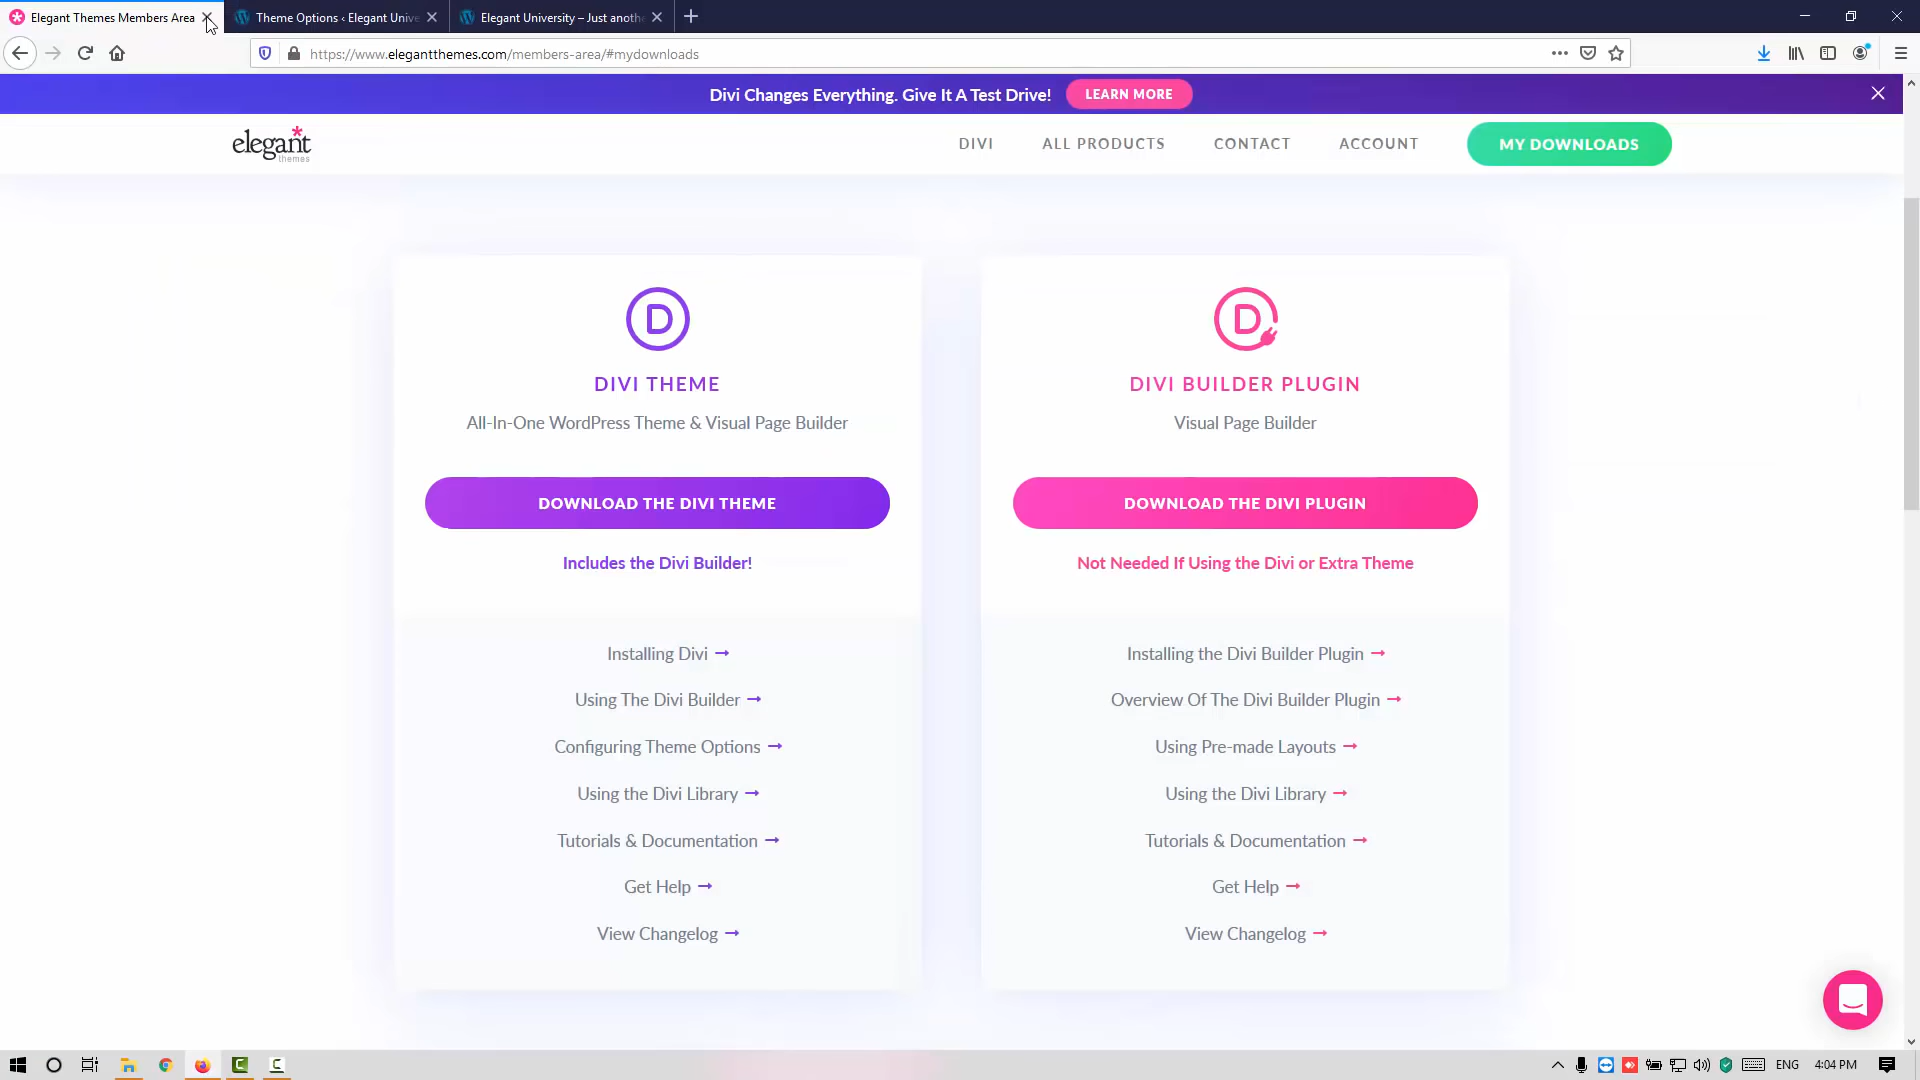 Elegant Themes Members Area
Theme Options ‹ Elegant Unive
Elegant University – Just anoth
https://www.elegantthemes.com/members-area/#mydownloads
Divi Changes Everything. Give It A Test Drive!
LEARN MORE
elegant
themes
DIVI
ALL PRODUCTS
CONTACT
ACCOUNT
MY DOWNLOADS
D
DIVI THEME
All-In-One WordPress Theme & Visual Page Builder
DOWNLOAD THE DIVI THEME
Includes the Divi Builder!
Installing Divi
Using The Divi Builder
Configuring Theme Options
Using the Divi Library
Tutorials & Documentation
Get Help
View Changelog
D
DIVI BUILDER PLUGIN
Visual Page Builder
DOWNLOAD THE DIVI PLUGIN
Not Needed If Using the Divi or Extra Theme
Installing the Divi Builder Plugin
Overview Of The Divi Builder Plugin
Using Pre-made Layouts
Using the Divi Library
Tutorials & Documentation
Get Help
View Changelog
ENG
4:04 PM